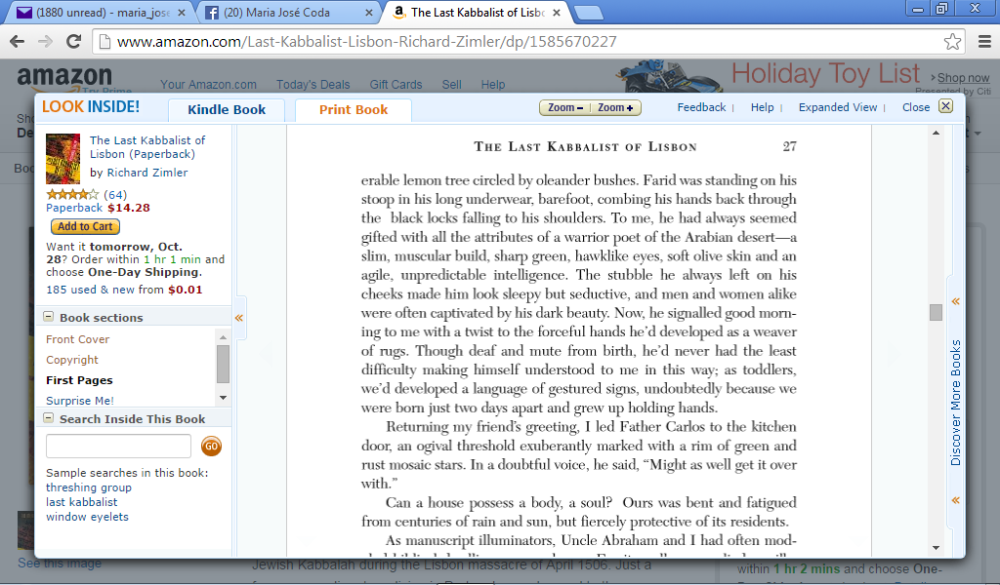 (1880 unread) - maria_jose
(20) Maria José Coda
The Last Kabbalist of Lisbo
www.amazon.com/Last-Kabbalist-Lisbon-Richard-Zimler/dp/1585670227
amazon
Try Prime
Your Amazon.com Today's Deals Gift Cards Sell Help
Holiday Toy List
Shop now
Presented by Citi
LOOK INSIDE!
Kindle Book
Print Book
Zoom − Zoom +
Feedback | Help | Expanded View | Close
The Last Kabbalist of
Lisbon (Paperback)
by Richard Zimler
(64)
Paperback $14.28
Add to Cart
Want it tomorrow, Oct.
28? Order within 1 hr 1 min and
choose One-Day Shipping.
185 used & new from $0.01
Book sections
Front Cover
Copyright
First Pages
Surprise Me!
Search Inside This Book
GO
Sample searches in this book:
threshing group
last kabbalist
window eyelets
THE LAST KABBALIST OF LISBON 27
erable lemon tree circled by oleander bushes. Farid was standing on his
stoop in his long underwear, barefoot, combing his hands back through
the black locks falling to his shoulders. To me, he had always seemed
gifted with all the attributes of a warrior poet of the Arabian desert—a
slim, muscular build, sharp green, hawklike eyes, soft olive skin and an
agile, unpredictable intelligence. The stubble he always left on his
cheeks made him look sleepy but seductive, and men and women alike
were often captivated by his dark beauty. Now, he signalled good morn-
ing to me with a twist to the forceful hands he'd developed as a weaver
of rugs. Though deaf and mute from birth, he'd never had the least
difficulty making himself understood to me in this way; as toddlers,
we'd developed a language of gestured signs, undoubtedly because we
were born just two days apart and grew up holding hands.
Returning my friend's greeting, I led Father Carlos to the kitchen
door, an ogival threshold exuberantly marked with a rim of green and
rust mosaic stars. In a doubtful voice, he said, “Might as well get it over
with.”
Can a house possess a body, a soul? Ours was bent and fatigued
from centuries of rain and sun, but fiercely protective of its residents.
As manuscript illuminators, Uncle Abraham and I had often mod-
Discover More Books
See this image
Jewish Kabbalah during the Lisbon massacre of April 1506. Just a
within 1 hr 2 mins and choose One-